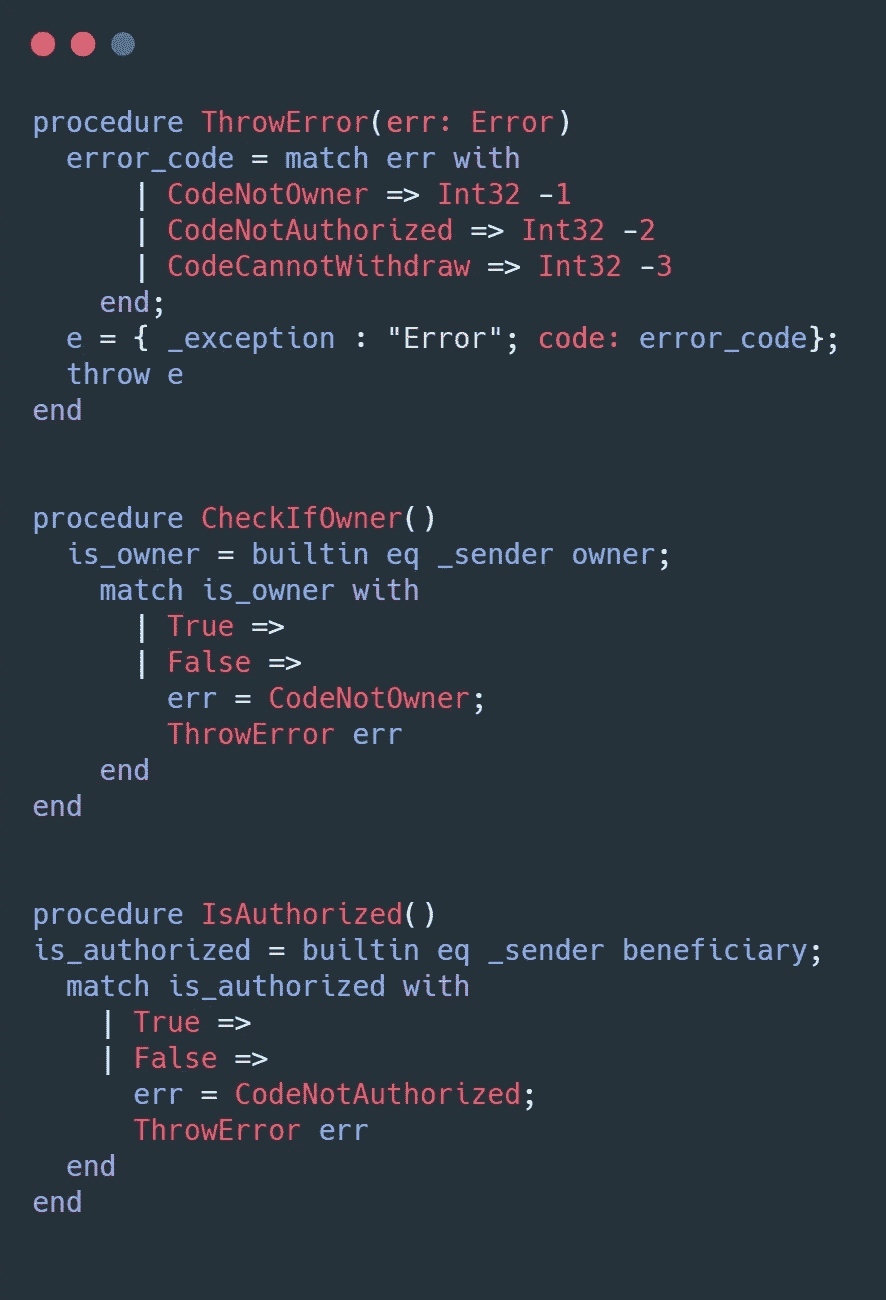 procedure ThrowError(err: Error)
  error_code = match err with
      | CodeNotOwner => Int32 -1
      | CodeNotAuthorized => Int32 -2
      | CodeCannotWithdraw => Int32 -3
    end;
  e = { _exception : "Error"; code: error_code};
  throw e
end
procedure CheckIfOwner()
  is_owner = builtin eq _sender owner;
    match is_owner with
      | True =>
      | False =>
        err = CodeNotOwner;
        ThrowError err
    end
end
procedure IsAuthorized()
is_authorized = builtin eq _sender beneficiary;
  match is_authorized with
    | True =>
    | False =>
      err = CodeNotAuthorized;
      ThrowError err
  end
end